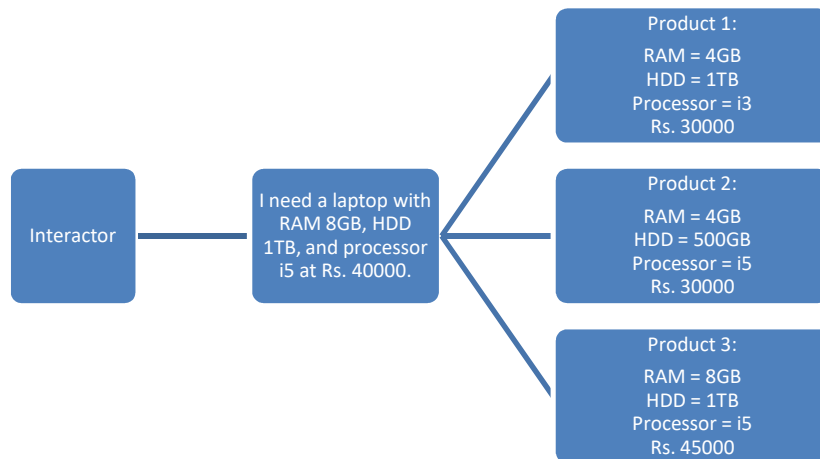 Interactor
I need a laptop with
RAM 8GB, HDD
1TB, and processor
i5 at Rs. 40000.
Product 1:
RAM = 4GB
HDD = 1TB
Processor = i3
Rs. 30000
Product 2:
RAM = 4GB
HDD = 500GB
Processor = i5
Rs. 30000
Product 3:
RAM = 8GB
HDD = 1TB
Processor = i5
Rs. 45000